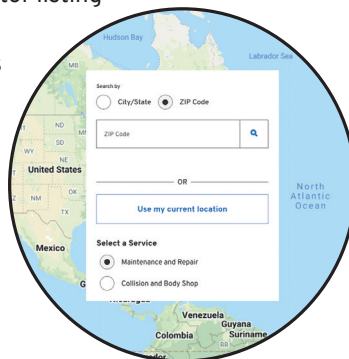 Hudson Bay
Labrador Sea
MB
Search by
City/State
ZIP Code
ZIP Code
ND
SD
WY
NE
United States
OR
NM
OK
TX
Use my current location
North
Atlantic
Ocean
Select a Service
Mexico
Maintenance and Repair
Collision and Body Shop
Venezuela
Guyana
Colombia
Suriname